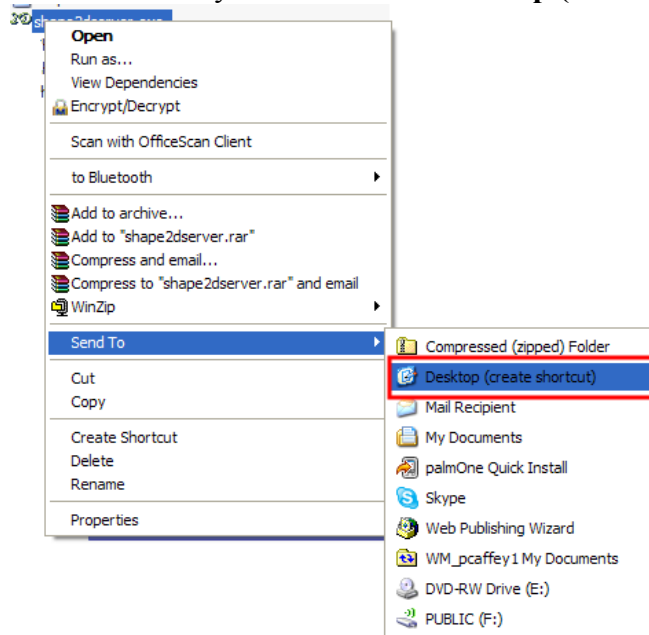 shape2dserver.exe
Open
Run as...
View Dependencies
Encrypt/Decrypt
Scan with OfficeScan Client
to Bluetooth
Add to archive...
Add to "shape2dserver.rar"
Compress and email...
Compress to "shape2dserver.rar" and email
WinZip
Send To
Cut
Copy
Create Shortcut
Delete
Rename
Properties
Compressed (zipped) Folder
Desktop (create shortcut)
Mail Recipient
My Documents
palmOne Quick Install
Skype
Web Publishing Wizard
WM_pcaffey1 My Documents
DVD-RW Drive (E:)
PUBLIC (F:)